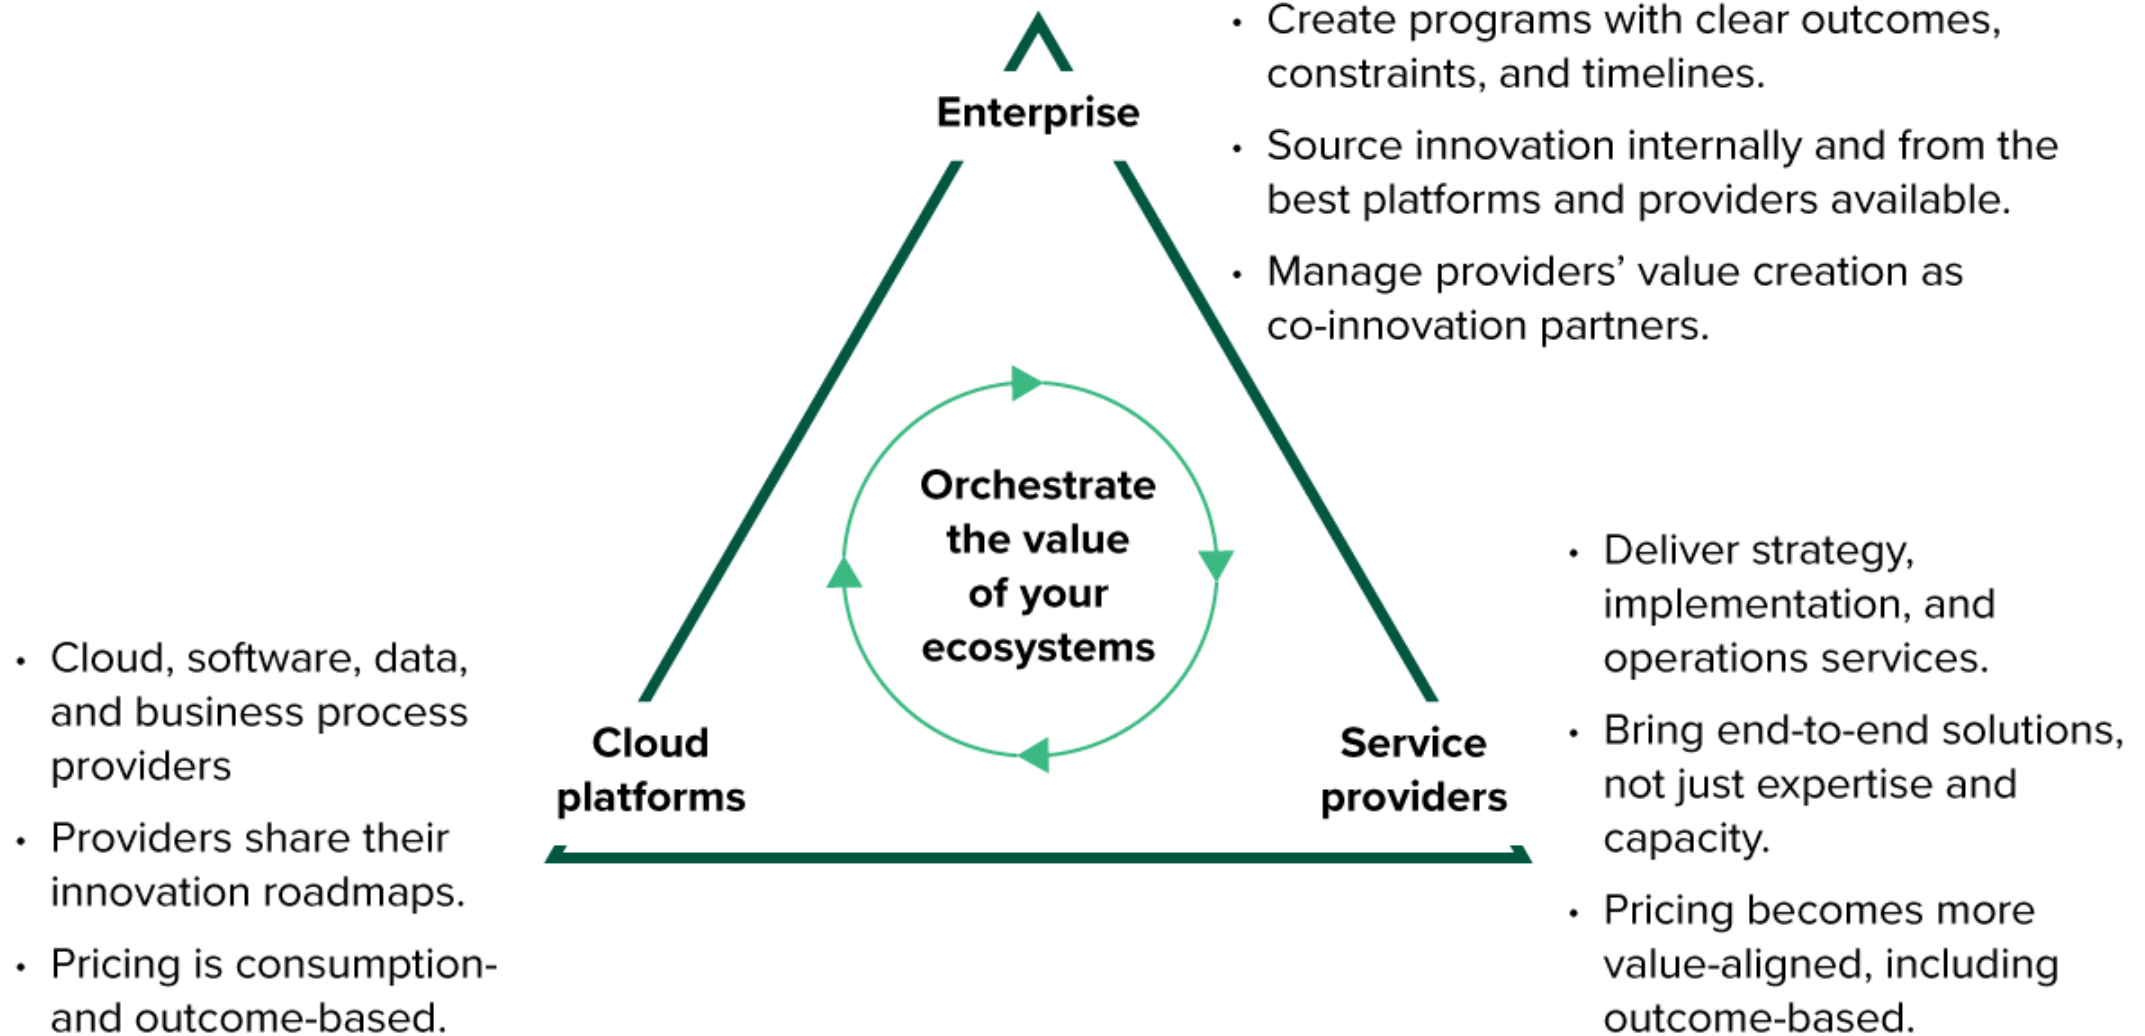 Enterprise
• Create programs with clear outcomes,
constraints, and timelines.
• Source innovation internally and from the
best platforms and providers available.
• Manage providers’ value creation as
co-innovation partners.
Orchestrate
the value
of your
ecosystems
Cloud
platforms
• Cloud, software, data,
and business process
providers
• Providers share their
innovation roadmaps.
• Pricing is consumption-
and outcome-based.
Service
providers
• Deliver strategy,
implementation, and
operations services.
• Bring end-to-end solutions,
not just expertise and
capacity.
• Pricing becomes more
value-aligned, including
outcome-based.